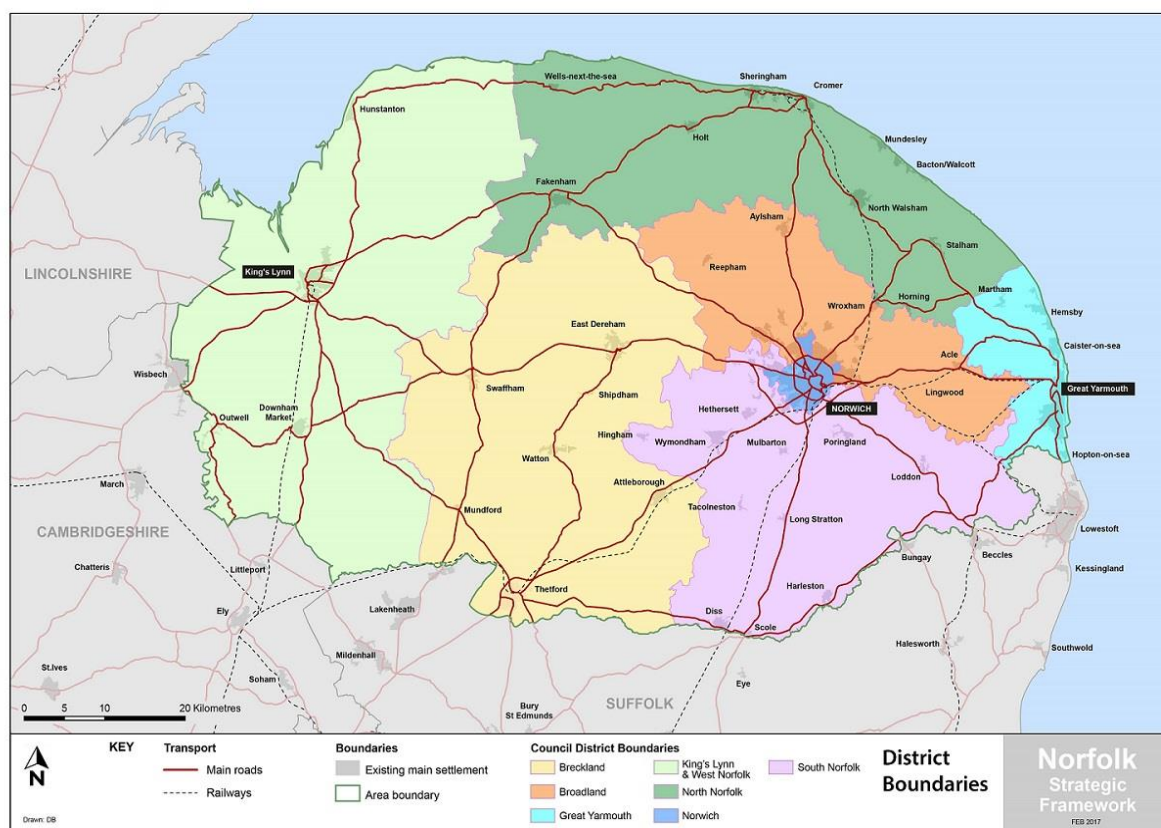 Wells-next-the-sea
Sheringham
Cromer
Hunstanton
Holt
Mundesley
Bacton/Walcott
Fakenham
North Walsham
Aylsham
Stalham
LINCOLNSHIRE
King's Lynn
Reepham
Martham
Wroxham
Horning
Hemsby
East Dereham
Caister-on-sea
Acle
Wisbech
Swaffham
Great Yarmouth
Shipdham
Lingwood
Downham
Market
Outwell
Hethersett
NORWICH
Hingham
Wymondham
Mulbarton
Poringland
Watton
Hopton-on-sea
Loddon
March
Attleborough
Mundford
Tacolneston
Long Stratton
Lowestoft
CAMBRIDGESHIRE
Bungay
Beccles
Chatteris
Littleport
Kessingland
Thetford
Harleston
Lakenheath
Ely
Diss
Scole
Halesworth
Southwold
Mildenhall
St.Ives
Soham
Eye
SUFFOLK
Bury
St Edmunds
0 5 10 20 Kilometres
N
KEY
Transport
Main roads
Railways
Boundaries
Existing main settlement
Area boundary
Council District Boundaries
Breckland
Broadland
Great Yarmouth
King's Lynn
& West Norfolk
North Norfolk
Norwich
South Norfolk
District
Boundaries
Norfolk
Strategic
Framework
FEB 2017
Drawn: DB